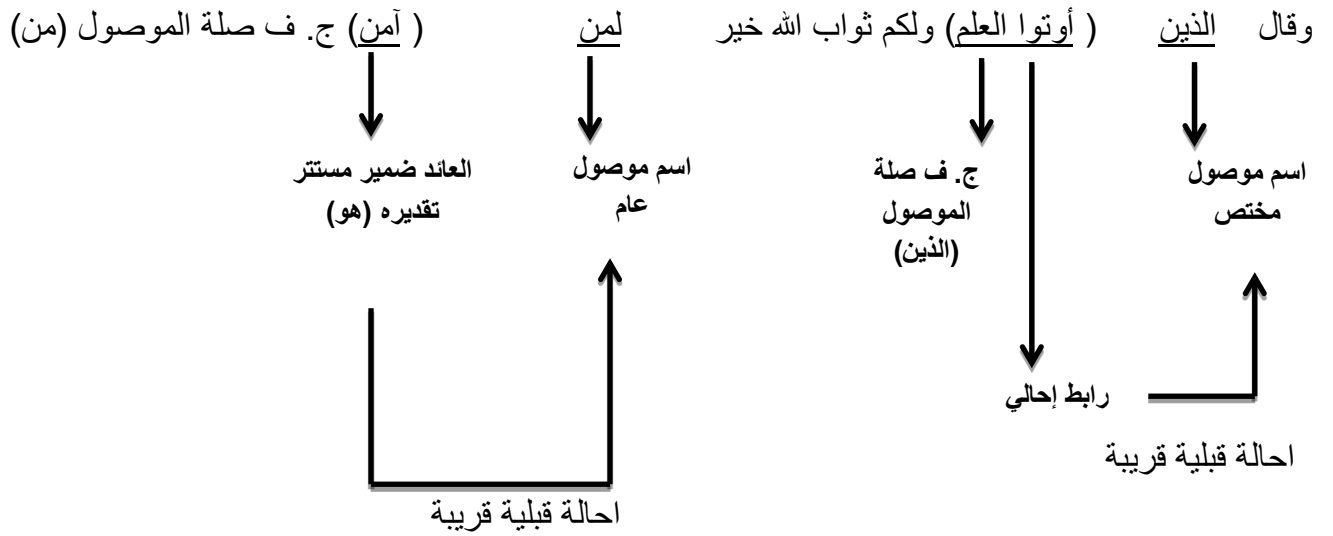 وقال الذين ( أوتوا العلم) ولكم ثواب الله خير لمن ( آمن) ج. ف صلة الموصول (من)
اسم موصول
مختص
ج. ف صلة
الموصول
(الذين)
اسم موصول
عام
العائد ضمير مستتر
تقديره (هو)
رابط إحالي
احالة قبلية قريبة
احالة قبلية قريبة